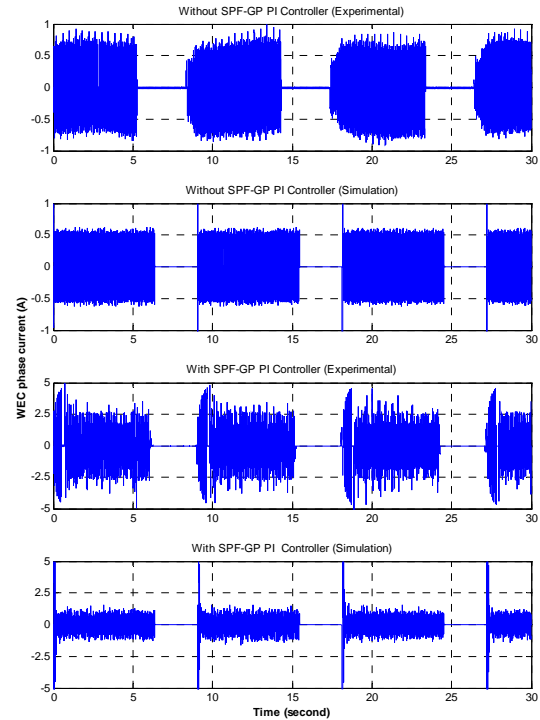 Without SPF-GP PI Controller (Experimental)
1
0.5
0
-0.5
-1
0 5 10 15 20 25 30
Without SPF-GP PI Controller (Simulation)
1
0.5
0
-0.5
-1
0 5 10 15 20 25 30
With SPF-GP PI Controller (Experimental)
5
2.5
0
-2.5
-5
0 5 10 15 20 25 30
With SPF-GP PI Controller (Simulation)
5
2.5
0
-2.5
-5
0 5 10 15 20 25 30
WEC phase current (A)
Time (second)